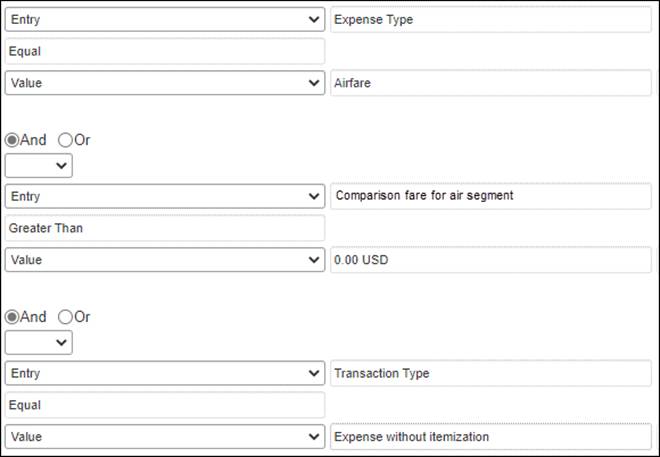 Entry Expense Type
Equal
Value Airfare
And Or
Entry Comparison fare for air segment
Greater Than
Value 0.00 USD
And Or
Entry Transaction Type
Equal
Value Expense without itemization